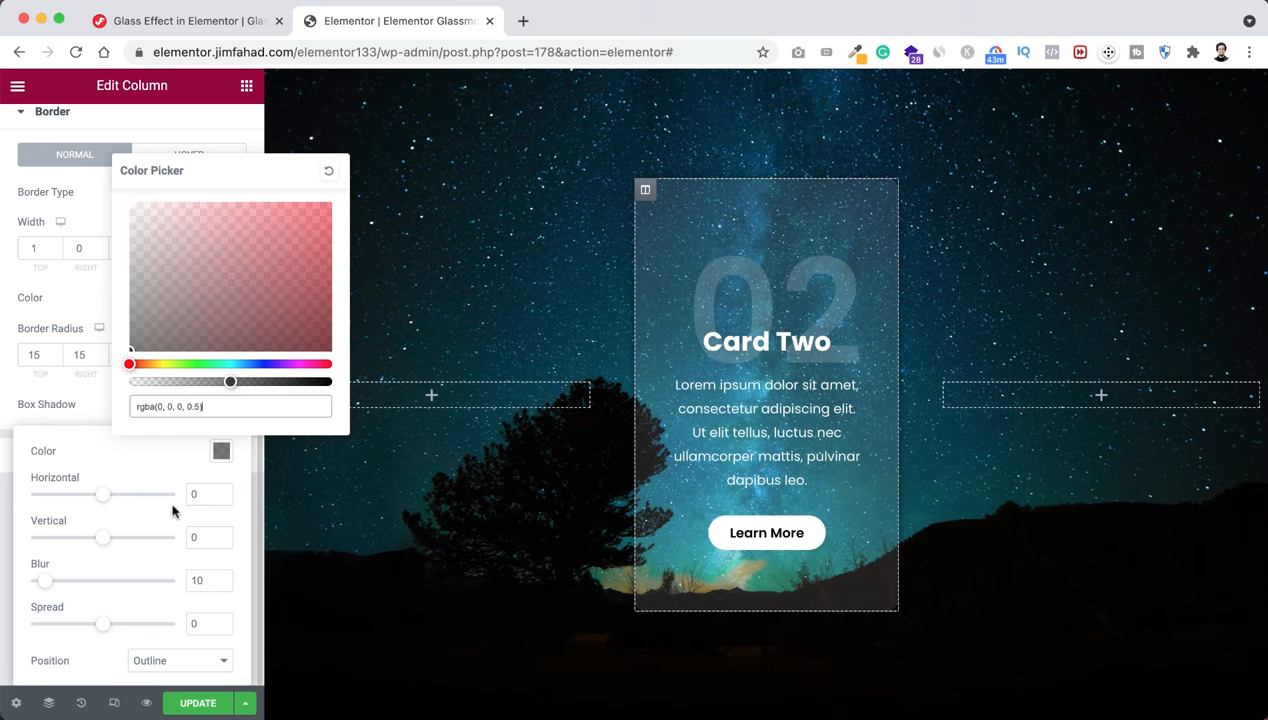 Glass Effect in Elementor | Glas
Elementor | Elementor Glassmo
elementor.jimfahad.com/elementor133/wp-admin/post.php?post=178&action=elementor#
28
43m
Edit Column
Border
NORMAL
Color Picker
Border Type
Width
1
0
TOP
RIGHT
Color
Border Radius
15
15
TOP
RIGHT
Box Shadow
rgba(0, 0, 0, 0.5)
Color
Horizontal
0
Vertical
0
Blur
10
Spread
0
Position
Outline
UPDATE
02
Card Two
Lorem ipsum dolor sit amet,
consectetur adipiscing elit.
Ut elit tellus, luctus nec
ullamcorper mattis, pulvinar
dapibus leo.
Learn More